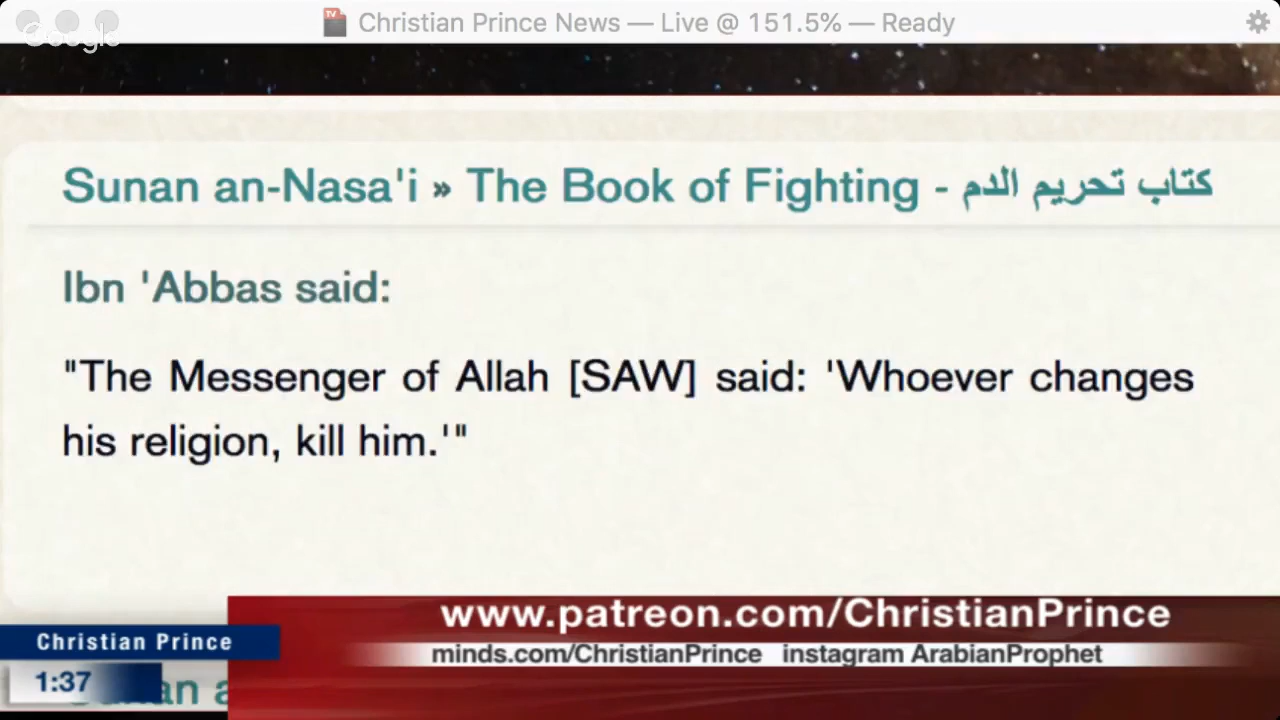 Christian Prince News — Live @ 151.5% — Ready
Google
Sunan an-Nasa'i » The Book of Fighting - كتاب تحريم الدم
Ibn 'Abbas said:
"The Messenger of Allah [SAW] said: 'Whoever changes
his religion, kill him.'"
www.patreon.com/ChristianPrince
Christian Prince
minds.com/ChristianPrince instagram ArabianProphet
1:37